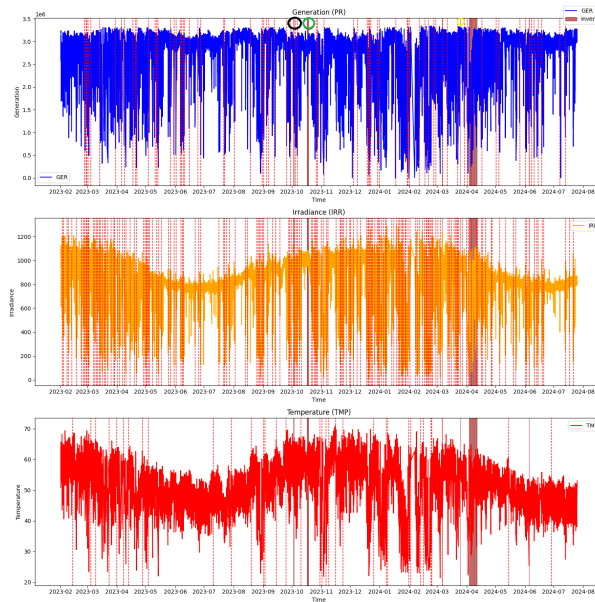 Generation (PR)
1e6
GER
inver
3.5
3.0
2.5
2.0
1.5
1.0
0.5
0.0
Generation
GER
2023-02 2023-03 2023-04 2023-05 2023-06 2023-07 2023-08 2023-09 2023-10 2023-11 2023-12 2024-01 2024-02 2024-03 2024-04 2024-05 2024-06 2024-07 2024-08
Time
Irradiance (IRR)
IRI
1200
1000
800
600
400
200
0
Irradiance
2023-02 2023-03 2023-04 2023-05 2023-06 2023-07 2023-08 2023-09 2023-10 2023-11 2023-12 2024-01 2024-02 2024-03 2024-04 2024-05 2024-06 2024-07 2024-08
Time
Temperature (TMP)
TM
70
60
50
40
30
20
Temperature
2023-02 2023-03 2023-04 2023-05 2023-06 2023-07 2023-08 2023-09 2023-10 2023-11 2023-12 2024-01 2024-02 2024-03 2024-04 2024-05 2024-06 2024-07 2024-08
Time